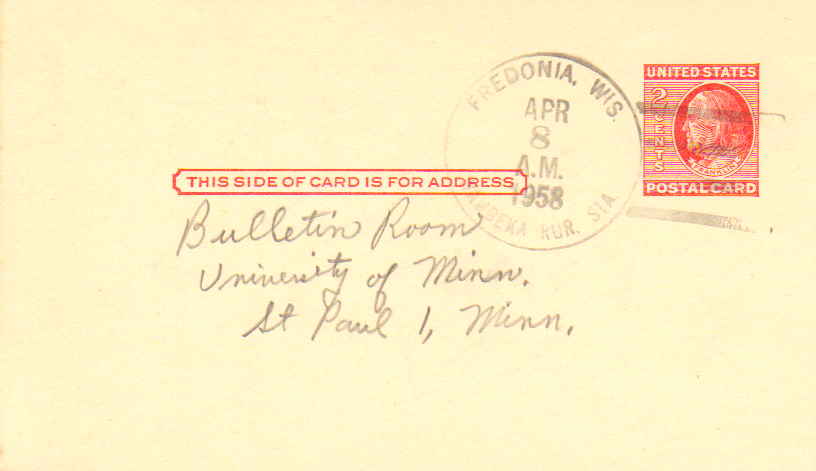 FREDONIA, WIS.
APR
8
A.M.
1958
RUR. STA
UNITED STATES
2 CENTS
FRANKLIN
POSTAL CARD
THIS SIDE OF CARD IS FOR ADDRESS
Bulletin Room
University of Minn.
St Paul 1, Minn.